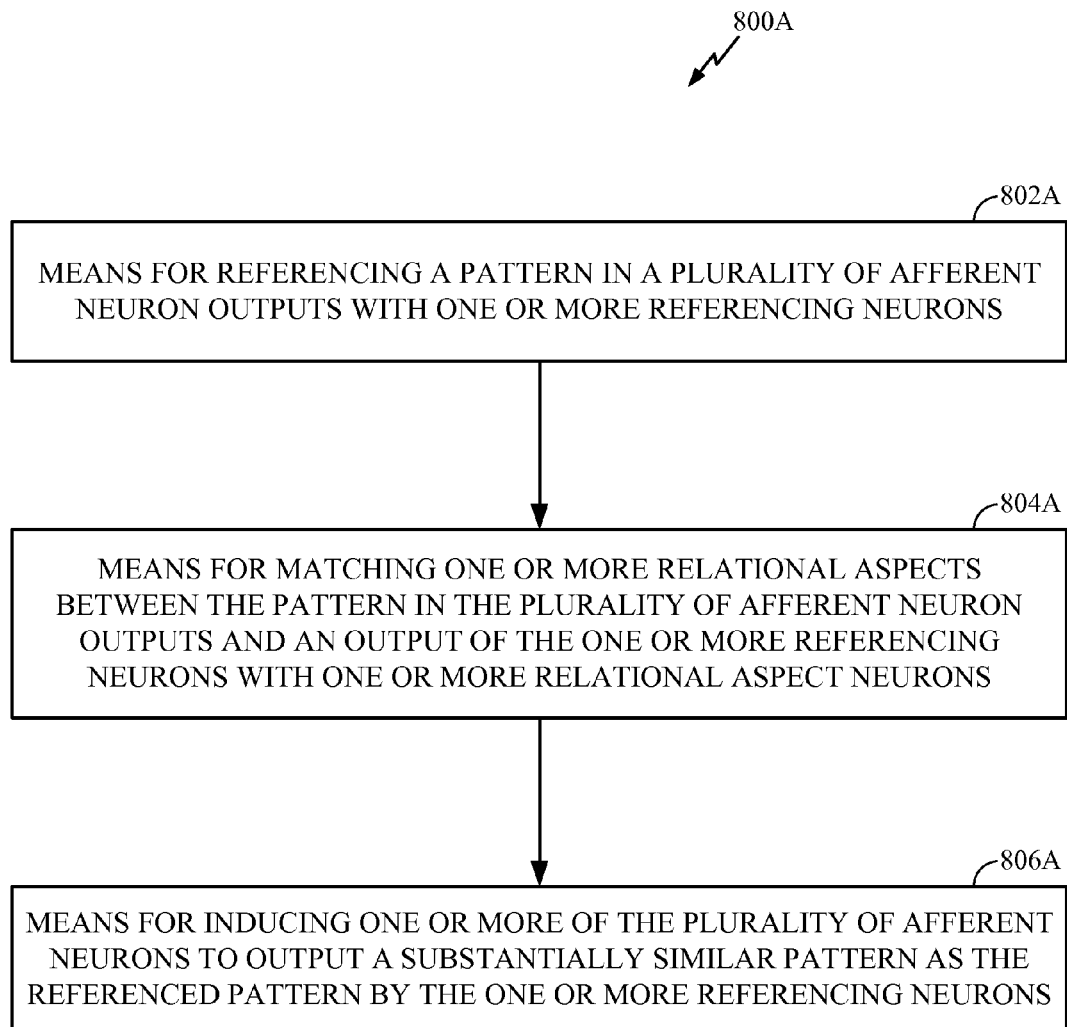 800A
802A
MEANS FOR REFERENCING A PATTERN IN A PLURALITY OF AFFERENT
NEURON OUTPUTS WITH ONE OR MORE REFERENCING NEURONS
804A
MEANS FOR MATCHING ONE OR MORE RELATIONAL ASPECTS
BETWEEN THE PATTERN IN THE PLURALITY OF AFFERENT NEURON
OUTPUTS AND AN OUTPUT OF THE ONE OR MORE REFERENCING
NEURONS WITH ONE OR MORE RELATIONAL ASPECT NEURONS
806A
MEANS FOR INDUCING ONE OR MORE OF THE PLURALITY OF AFFERENT
NEURONS TO OUTPUT A SUBSTANTIALLY SIMILAR PATTERN AS THE
REFERENCED PATTERN BY THE ONE OR MORE REFERENCING NEURONS